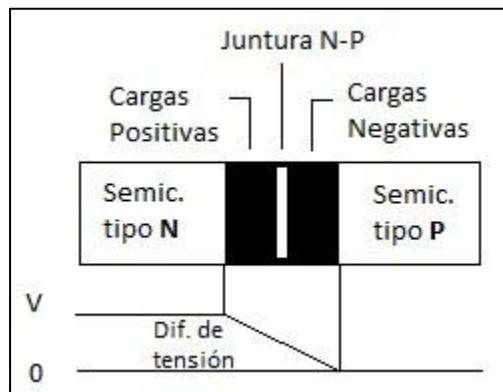 Juntura N-P
Cargas
Positivas
Cargas
Negativas
Semic.
tipo N
Semic.
tipo P
V
Dif. de
tensión
0